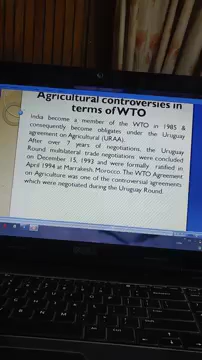 Agricultural controversies in
terms of WTO
India become a member of the WTO in 1985 &
consequently become obligates under the Uruguay
agreement on Agricultural (URAA).
After over 7 years of negotiations, the Uruguay
Round multilateral trade negotiations were concluded
on December 15, 1993 and were formally ratified in
April 1994 at Marrakesh, Morocco. The WTO Agreement
on Agriculture was one of the controversial agreements
which were negotiated during the Uruguay Round.